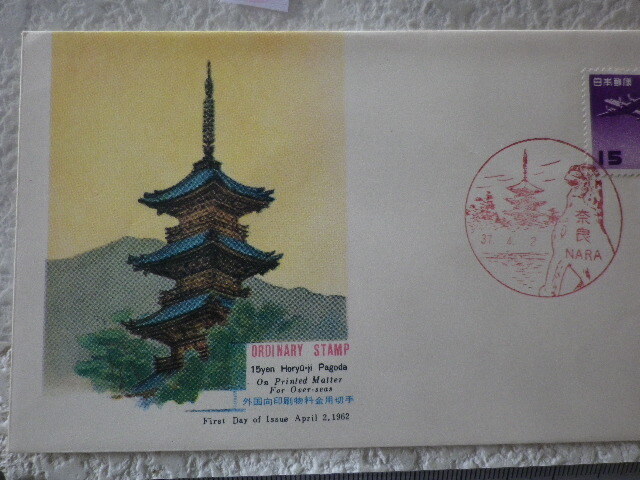 日本郵便
15
奈良
NARA
37. 4. 2
ORDINARY STAMP
15yen Horyū-ji Pagoda
On Printed Matter
For Over-seas
外国向印刷物料金用切手
First Day of Issue April 2,1962